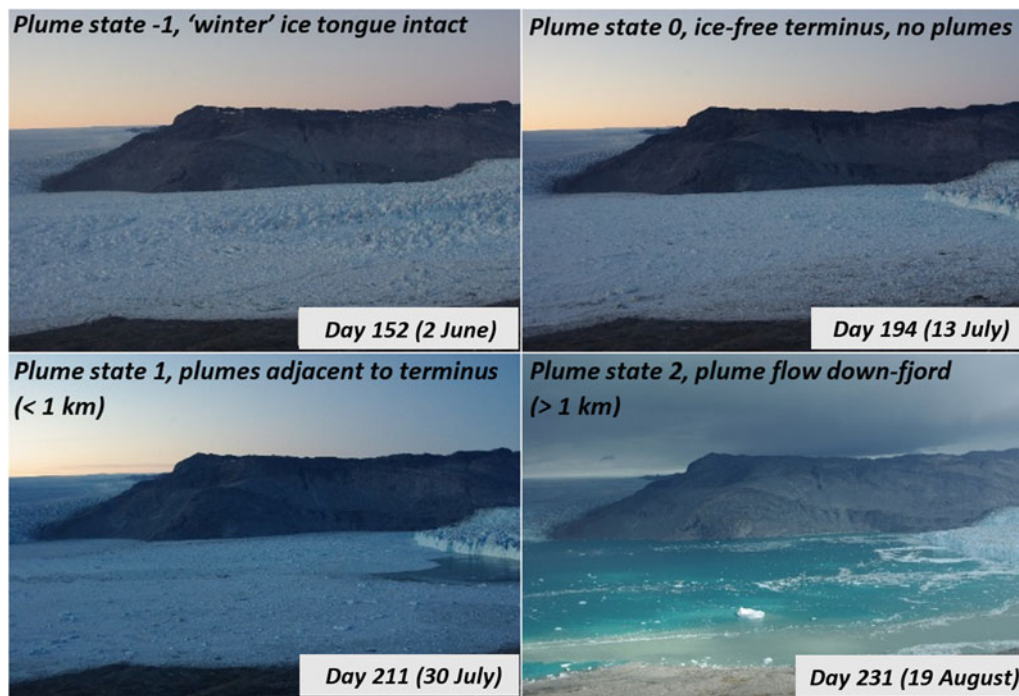 Plume state -1, ‘winter’ ice tongue intact
Day 152 (2 June)
Plume state 0, ice-free terminus, no plumes
Day 194 (13 July)
Plume state 1, plumes adjacent to terminus
(< 1 km)
Day 211 (30 July)
Plume state 2, plume flow down-fjord
(> 1 km)
Day 231 (19 August)